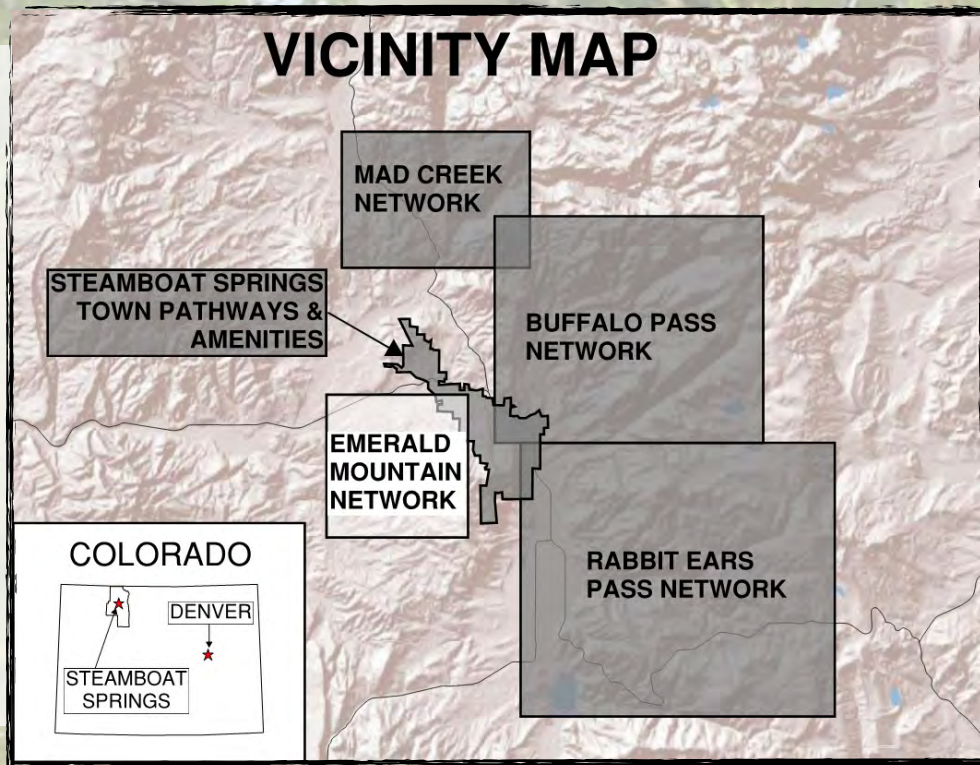 VICINITY MAP
MAD CREEK
NETWORK
STEAMBOAT SPRINGS
TOWN PATHWAYS &
AMENITIES
BUFFALO PASS
NETWORK
EMERALD
MOUNTAIN
NETWORK
RABBIT EARS
PASS NETWORK
COLORADO
DENVER
STEAMBOAT
SPRINGS